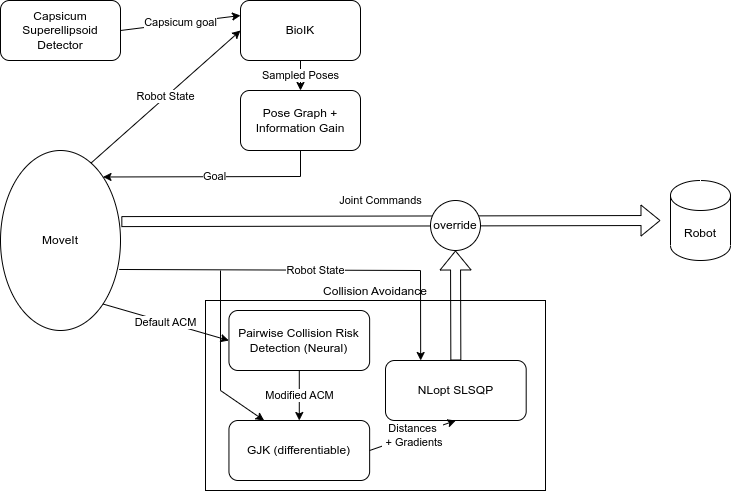 Capsicum
Superellipsoid
Detector
Capsicum goal
BioIK
Sampled Poses
Robot State
Pose Graph +
Information Gain
Goal
Joint Commands
MoveIt
override
Robot
Robot State
Collision Avoidance
Default ACM
Pairwise Collision Risk
Detection (Neural)
Modified ACM
NLopt SLSQP
GJK (differentiable)
Distances
+ Gradients